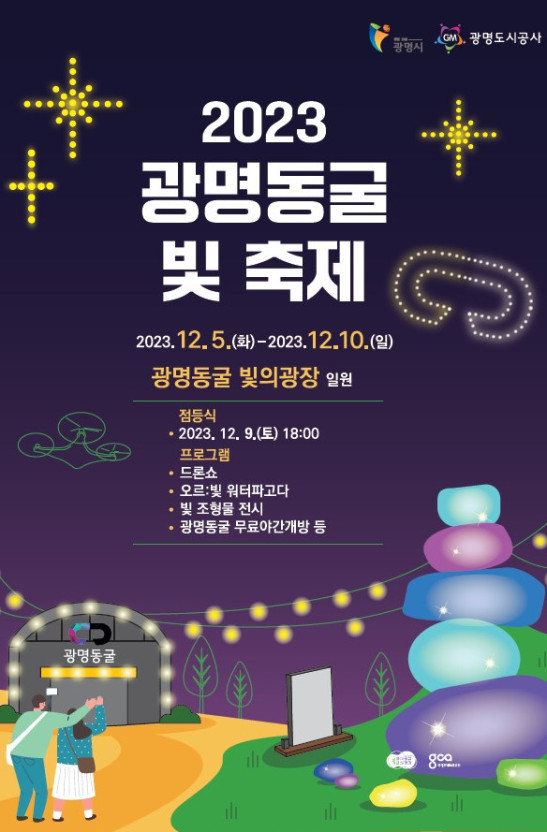 광명시
GM 광명도시공사
2023
광명동굴
빛 축제
2023.12.5.(화)-2023.12.10.(일)
광명동굴 빛의광장 일원
점등식
• 2023. 12. 9.(토) 18:00
프로그램
• 드론쇼
• 오르:빛 워터파고다
• 빛 조형물 전시
• 광명동굴 무료야간개방 등
광명동굴
goa